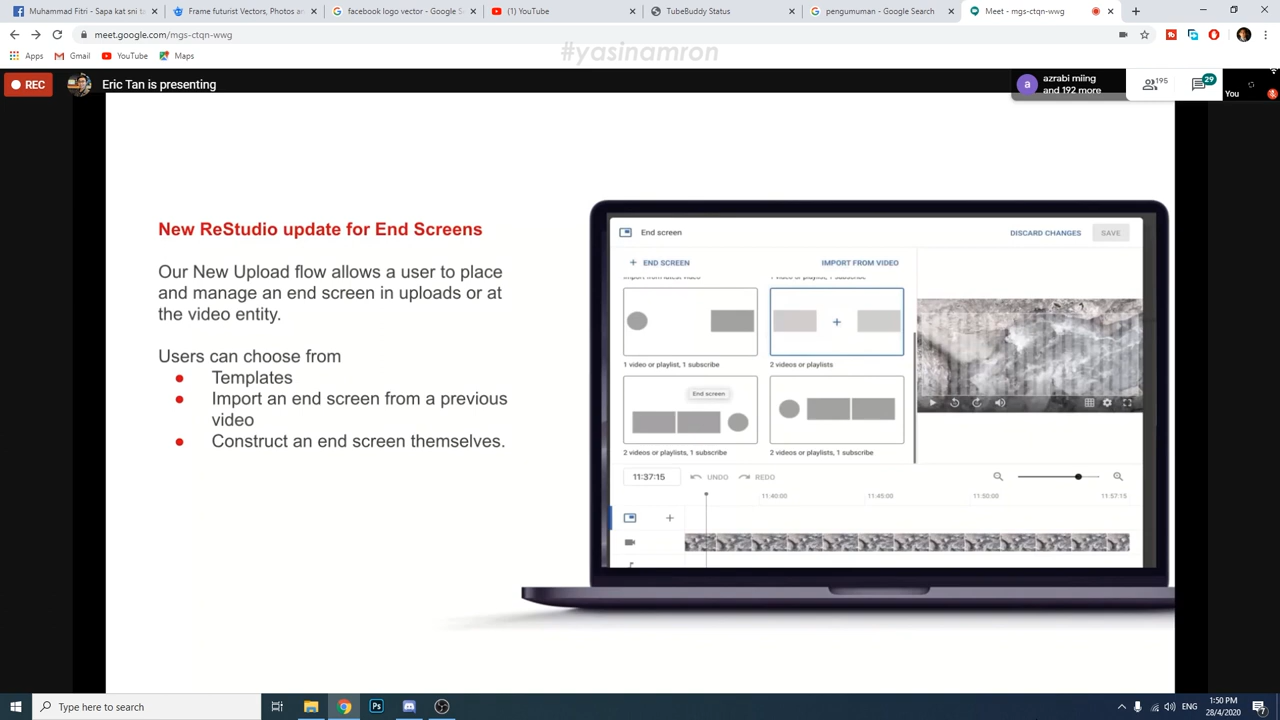 Muhammad Fitri - Sapa kat sni ta
Frame futurist Vectors, Photos an
facebook logo vector - Google S
(1) YouTube
TubeBuddy Status
pengumuman - Google Search
Meet - mgs-ctqn-wwg
meet.google.com/mgs-ctqn-wwg
Apps
Gmail
YouTube
Maps
#yasinamron
REC
Eric Tan is presenting
a
azrabi miing
and 192 more
195
29
You
New ReStudio update for End Screens
Our New Upload flow allows a user to place
and manage an end screen in uploads or at
the video entity.
Users can choose from
Templates
Import an end screen from a previous
video
Construct an end screen themselves.
End screen
DISCARD CHANGES
SAVE
+ END SCREEN
IMPORT FROM VIDEO
1 video or playlist, 1 subscribe
2 videos or playlists
End screen
2 videos or playlists, 1 subscribe
2 videos or playlists, 1 subscribe
11:37:15
UNDO
REDO
11:40:00
11:45:00
11:50:00
11:57:15
Type here to search
Ps
ENG
1:50 PM
28/4/2020